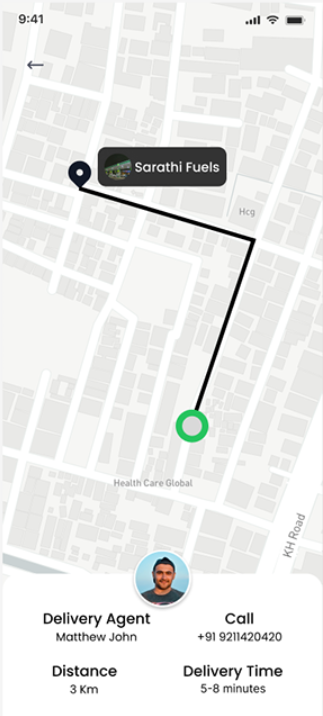 9:41
Sarathi Fuels
Hcg
Health Care Global
KH Road
Delivery Agent
Matthew John
Call
+91 9211420420
Distance
3 Km
Delivery Time
5-8 minutes